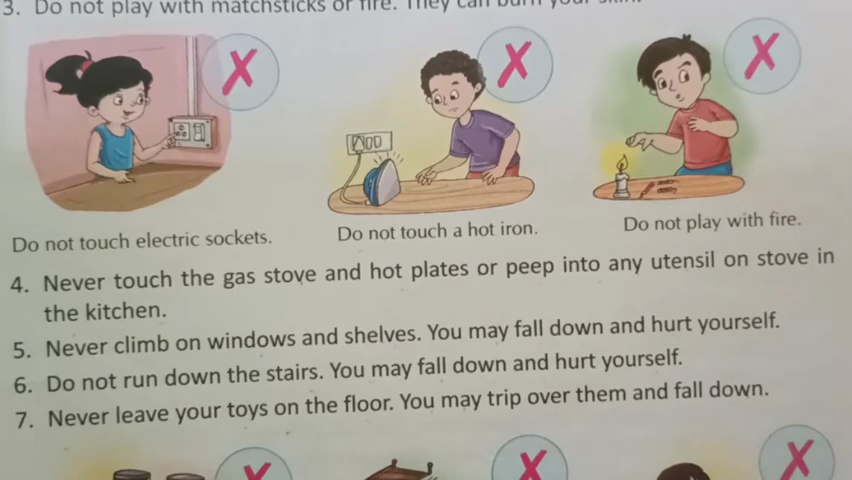 3. Do not play with matchsticks or fire. They can burn your skin.
Do not touch electric sockets.
Do not touch a hot iron.
Do not play with fire.
4. Never touch the gas stove and hot plates or peep into any utensil on stove in
the kitchen.
5. Never climb on windows and shelves. You may fall down and hurt yourself.
6. Do not run down the stairs. You may fall down and hurt yourself.
7. Never leave your toys on the floor. You may trip over them and fall down.